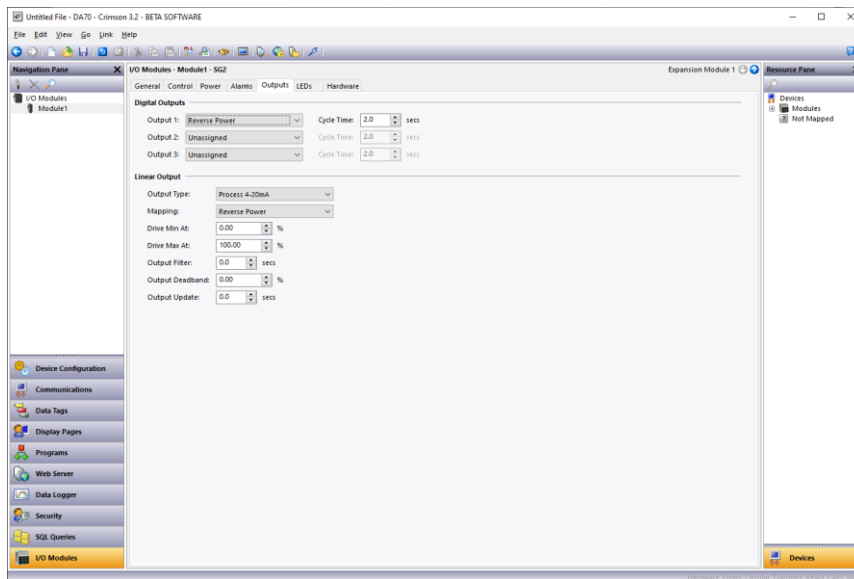 Untitled File - DA70 - Crimson 3.2 - BETA SOFTWARE
File Edit View Go Link Help
Navigation Pane
I/O Modules - Module1 - SG2
Expansion Module 1
Resource Pane
I/O Modules
Module1
General Control Power Alarms Outputs LEDs Hardware
Devices
Modules
Not Mapped
Digital Outputs
Output 1: Reverse Power Cycle Time: 2.0 secs
Output 2: Unassigned Cycle Time: 2.0 secs
Output 3: Unassigned Cycle Time: 2.0 secs
Linear Output
Output Type: Process 4-20mA
Mapping: Reverse Power
Drive Min At: 0.00 %
Drive Max At: 100.00 %
Output Filter: 0.0 secs
Output Deadband: 0.00 %
Output Update: 0.0 secs
Device Configuration
Communications
Data Tags
Display Pages
Programs
Web Server
Data Logger
Security
SQL Queries
I/O Modules
Devices